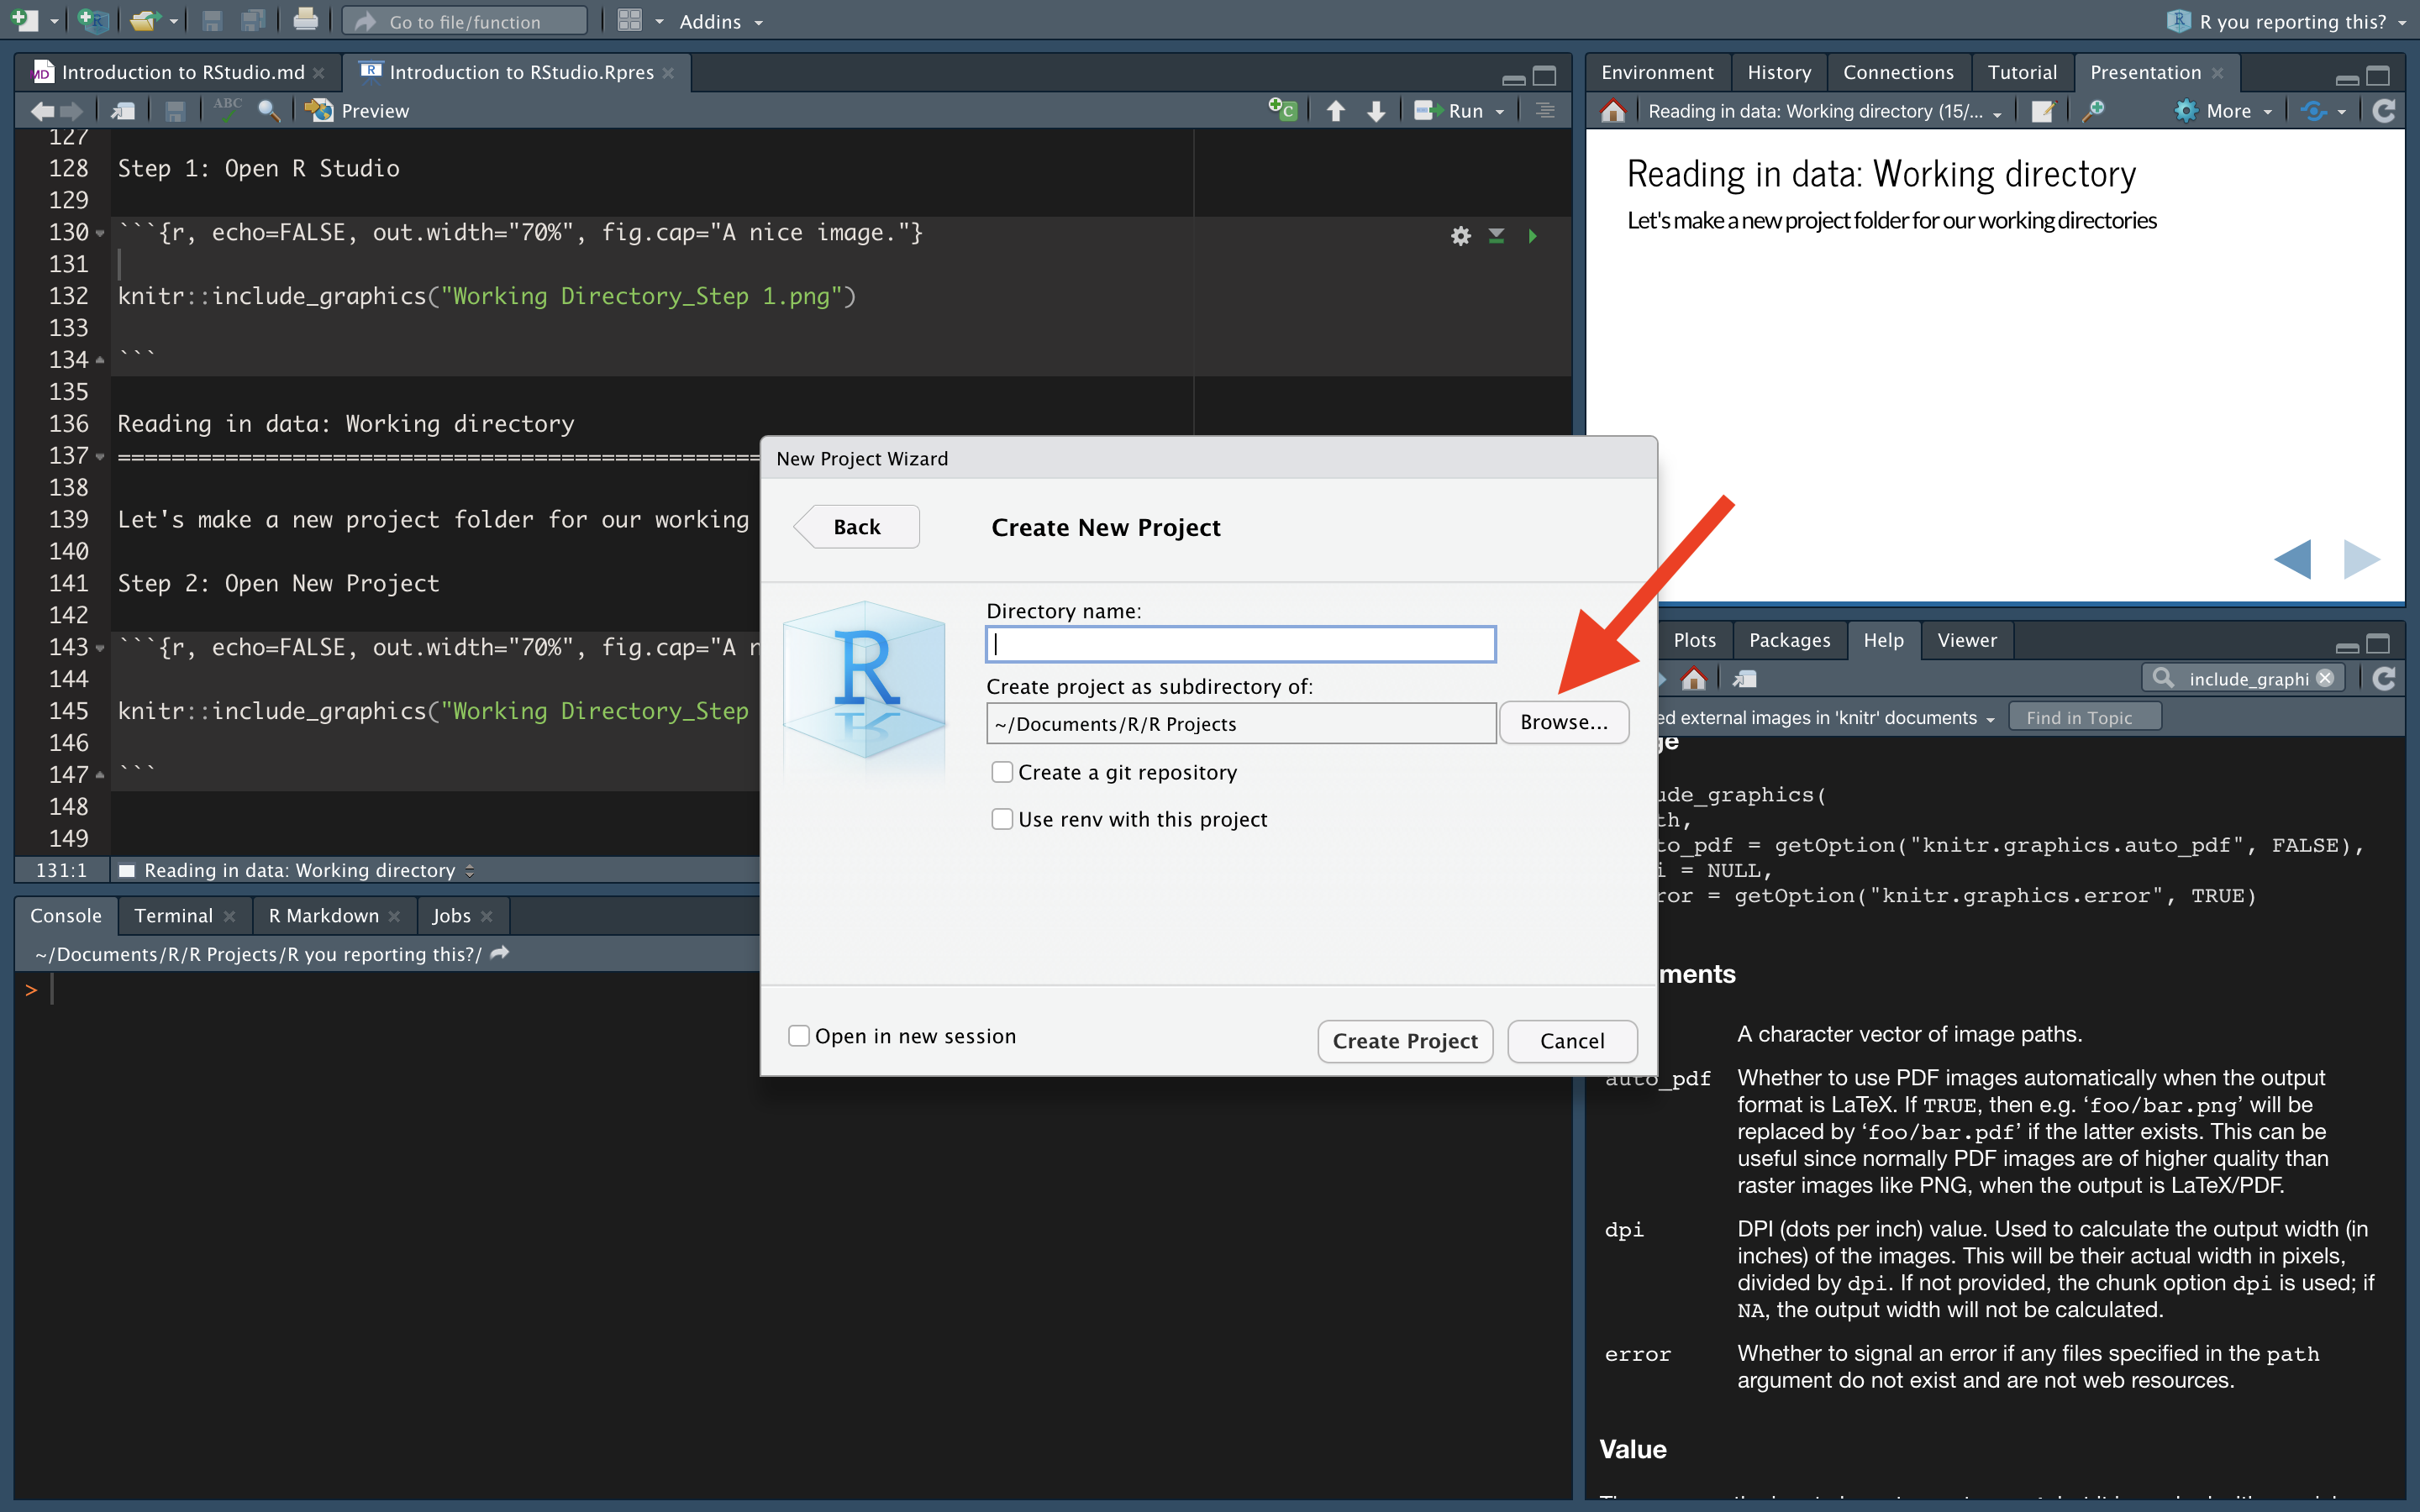 Go to file/function
Addins
R you reporting this?
Introduction to RStudio.md
Introduction to RStudio.Rpres
Preview
Run
127
128 Step 1: Open R Studio
129
130 ```{r, echo=FALSE, out.width="70%", fig.cap="A nice image."}
131
132 knitr::include_graphics("Working Directory_Step 1.png")
133
134 ```
135
136 Reading in data: Working directory
137 ================================================
138
139 Let's make a new project folder for our working
140
141 Step 2: Open New Project
142
143 ```{r, echo=FALSE, out.width="70%", fig.cap="A n
144
145 knitr::include_graphics("Working Directory_Step
146
147 ```
148
149
131:1 Reading in data: Working directory
Console Terminal R Markdown Jobs
~/Documents/R/R Projects/R you reporting this?/
>
New Project Wizard
Back
Create New Project
Directory name:
Create project as subdirectory of:
~/Documents/R/R Projects
Browse...
Create a git repository
Use renv with this project
Open in new session
Create Project
Cancel
Environment History Connections Tutorial Presentation
Reading in data: Working directory (15/...
More
Reading in data: Working directory
Let's make a new project folder for our working directories
Plots Packages Help Viewer
include_graphi
ed external images in 'knitr' documents
Find in Topic
ge
ude_graphics(
th,
to_pdf = getOption("knitr.graphics.auto_pdf", FALSE),
i = NULL,
ror = getOption("knitr.graphics.error", TRUE)
ments
A character vector of image paths.
auto_pdf Whether to use PDF images automatically when the output
format is LaTeX. If TRUE, then e.g. ‘foo/bar.png’ will be
replaced by ‘foo/bar.pdf’ if the latter exists. This can be
useful since normally PDF images are of higher quality than
raster images like PNG, when the output is LaTeX/PDF.
dpi DPI (dots per inch) value. Used to calculate the output width (in
inches) of the images. This will be their actual width in pixels,
divided by dpi. If not provided, the chunk option dpi is used; if
NA, the output width will not be calculated.
error Whether to signal an error if any files specified in the path
argument do not exist and are not web resources.
Value